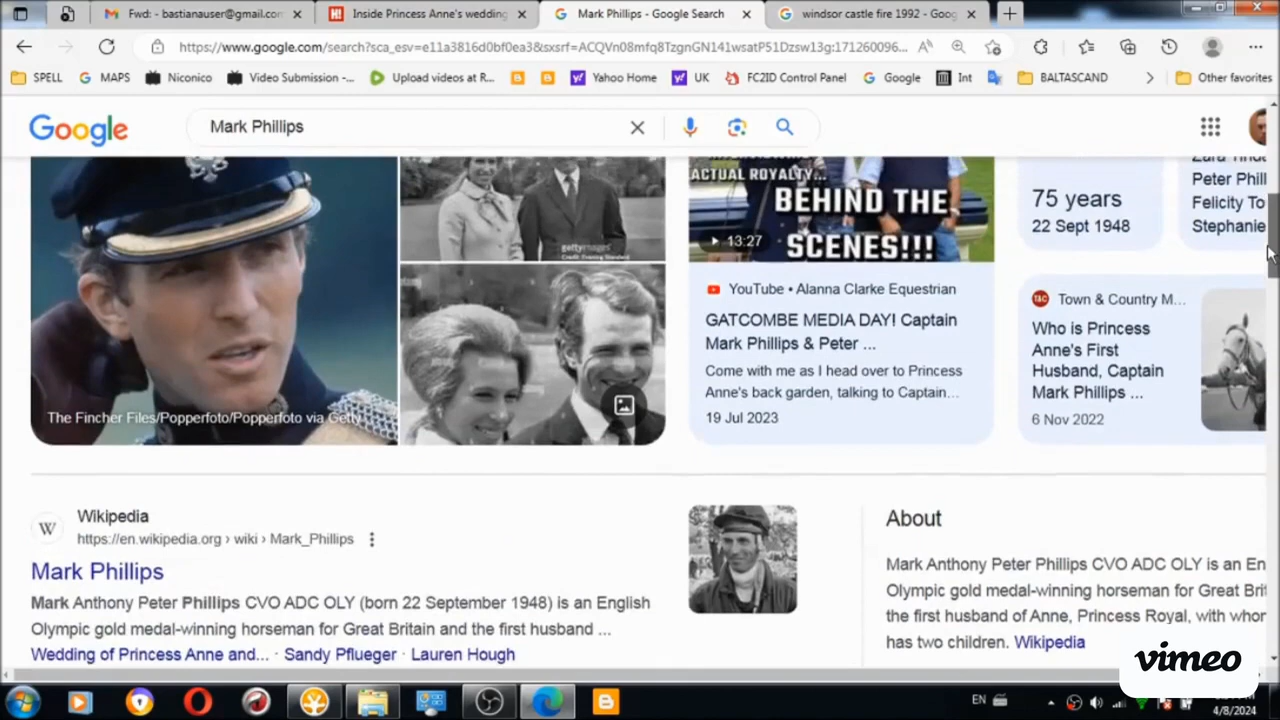 Fwd: - bastianauser@gmail.con
Inside Princess Anne's wedding
Mark Phillips - Google Search
windsor castle fire 1992 - Goog
https://www.google.com/search?sca_esv=e11a3816d0bf0ea3&sxsrf=ACQVn08mfq8TzgnGN141wsatP51Dzsw13g:171260096...
SPELL
MAPS
Niconico
Video Submission -...
Upload videos at R...
Yahoo Home
UK
FC2ID Control Panel
Google
Int
BALTASCAND
Other favorites
Google
Mark Phillips
ACTUAL ROYALTY...
BEHIND THE
SCENES!!!
13:27
gettyimages
75 years
22 Sept 1948
Zara Tinda
Peter Phill
Felicity To
Stephanie
YouTube • Alanna Clarke Equestrian
GATCOMBE MEDIA DAY! Captain
Mark Phillips & Peter ...
Come with me as I head over to Princess
Anne's back garden, talking to Captain...
19 Jul 2023
Town & Country M...
Who is Princess
Anne's First
Husband, Captain
Mark Phillips ...
6 Nov 2022
The Fincher Files/Popperfoto/Popperfoto via Getty
Wikipedia
https://en.wikipedia.org › wiki › Mark_Phillips
Mark Phillips
Mark Anthony Peter Phillips CVO ADC OLY (born 22 September 1948) is an English
Olympic gold medal-winning horseman for Great Britain and the first husband ...
Wedding of Princess Anne and... · Sandy Pflueger · Lauren Hough
About
Mark Anthony Peter Phillips CVO ADC OLY is an En
Olympic gold medal-winning horseman for Great Brit
the first husband of Anne, Princess Royal, with whor
has two children. Wikipedia
vimeo
EN
4/8/2024